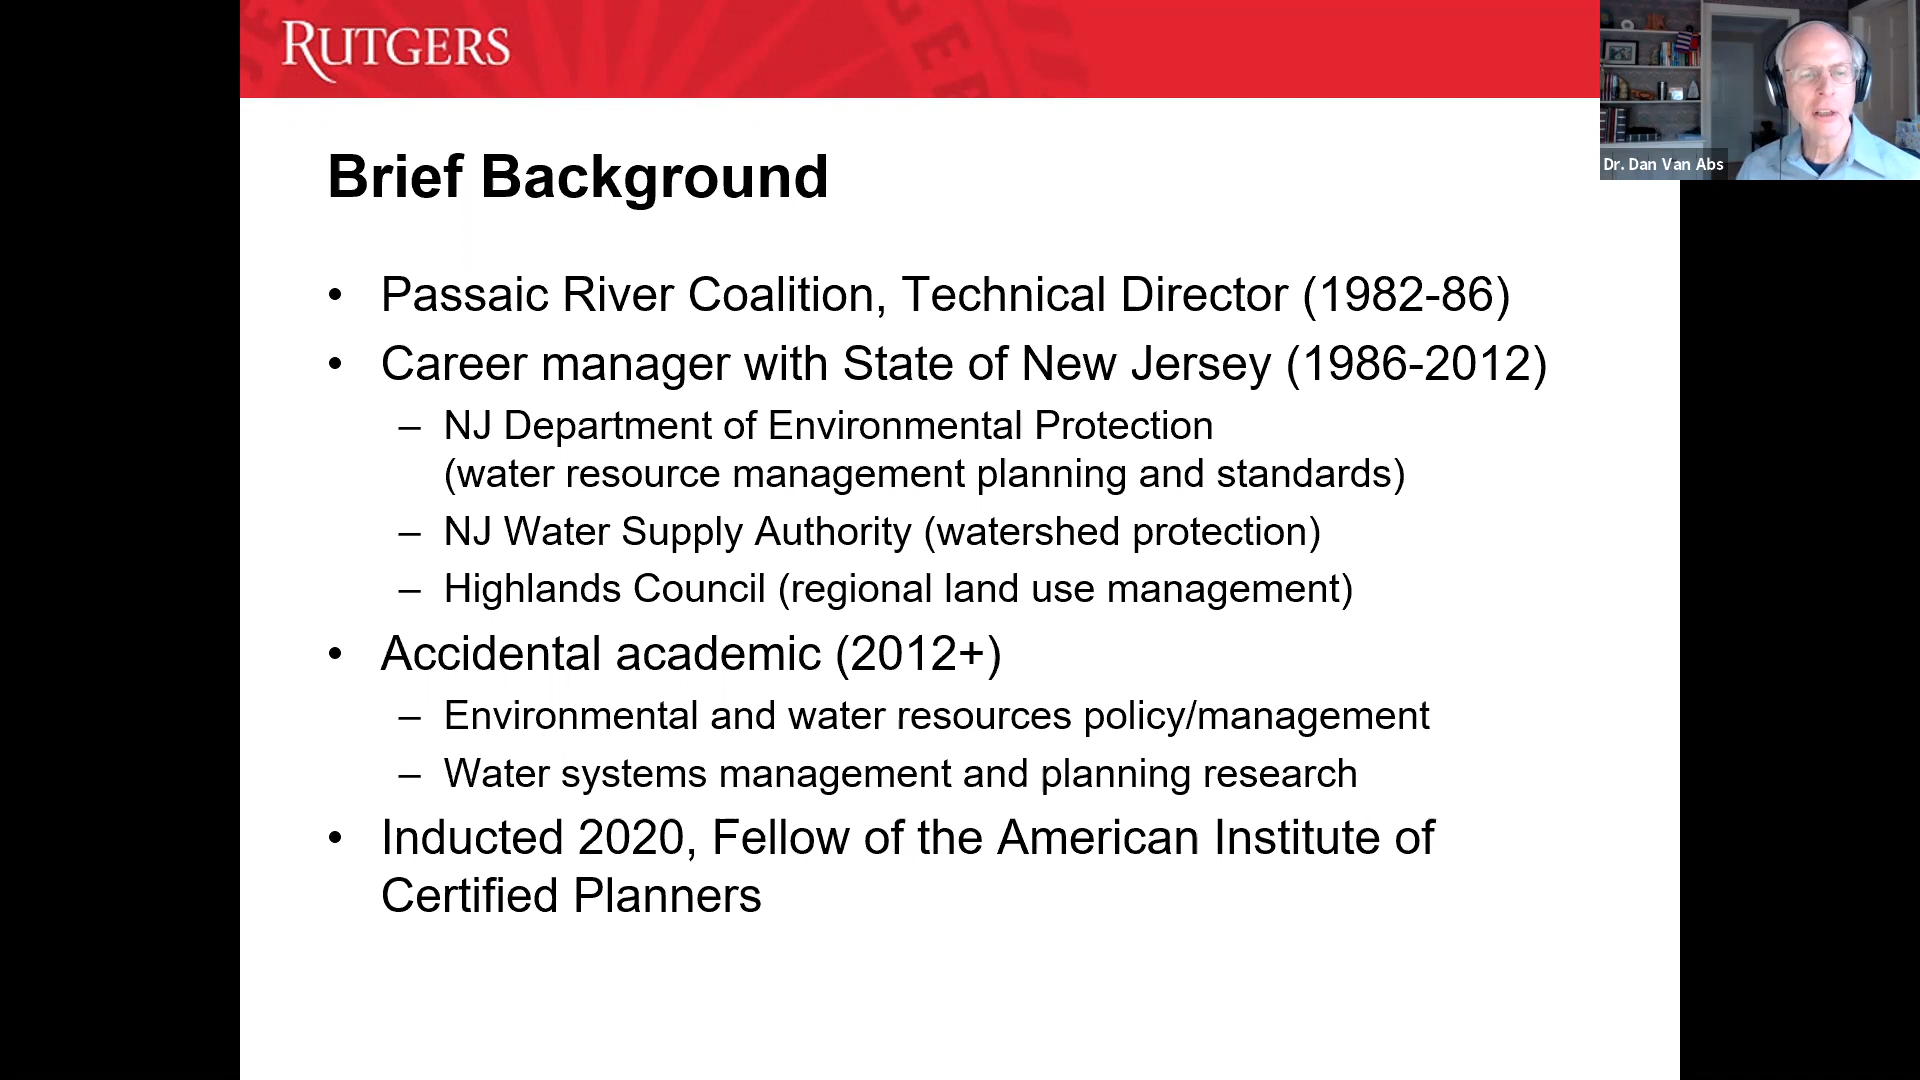 RUTGERS
Dr. Dan Van Abs
Brief Background
• Passaic River Coalition, Technical Director (1982-86)
• Career manager with State of New Jersey (1986-2012)
– NJ Department of Environmental Protection
(water resource management planning and standards)
– NJ Water Supply Authority (watershed protection)
– Highlands Council (regional land use management)
• Accidental academic (2012+)
– Environmental and water resources policy/management
– Water systems management and planning research
• Inducted 2020, Fellow of the American Institute of
Certified Planners